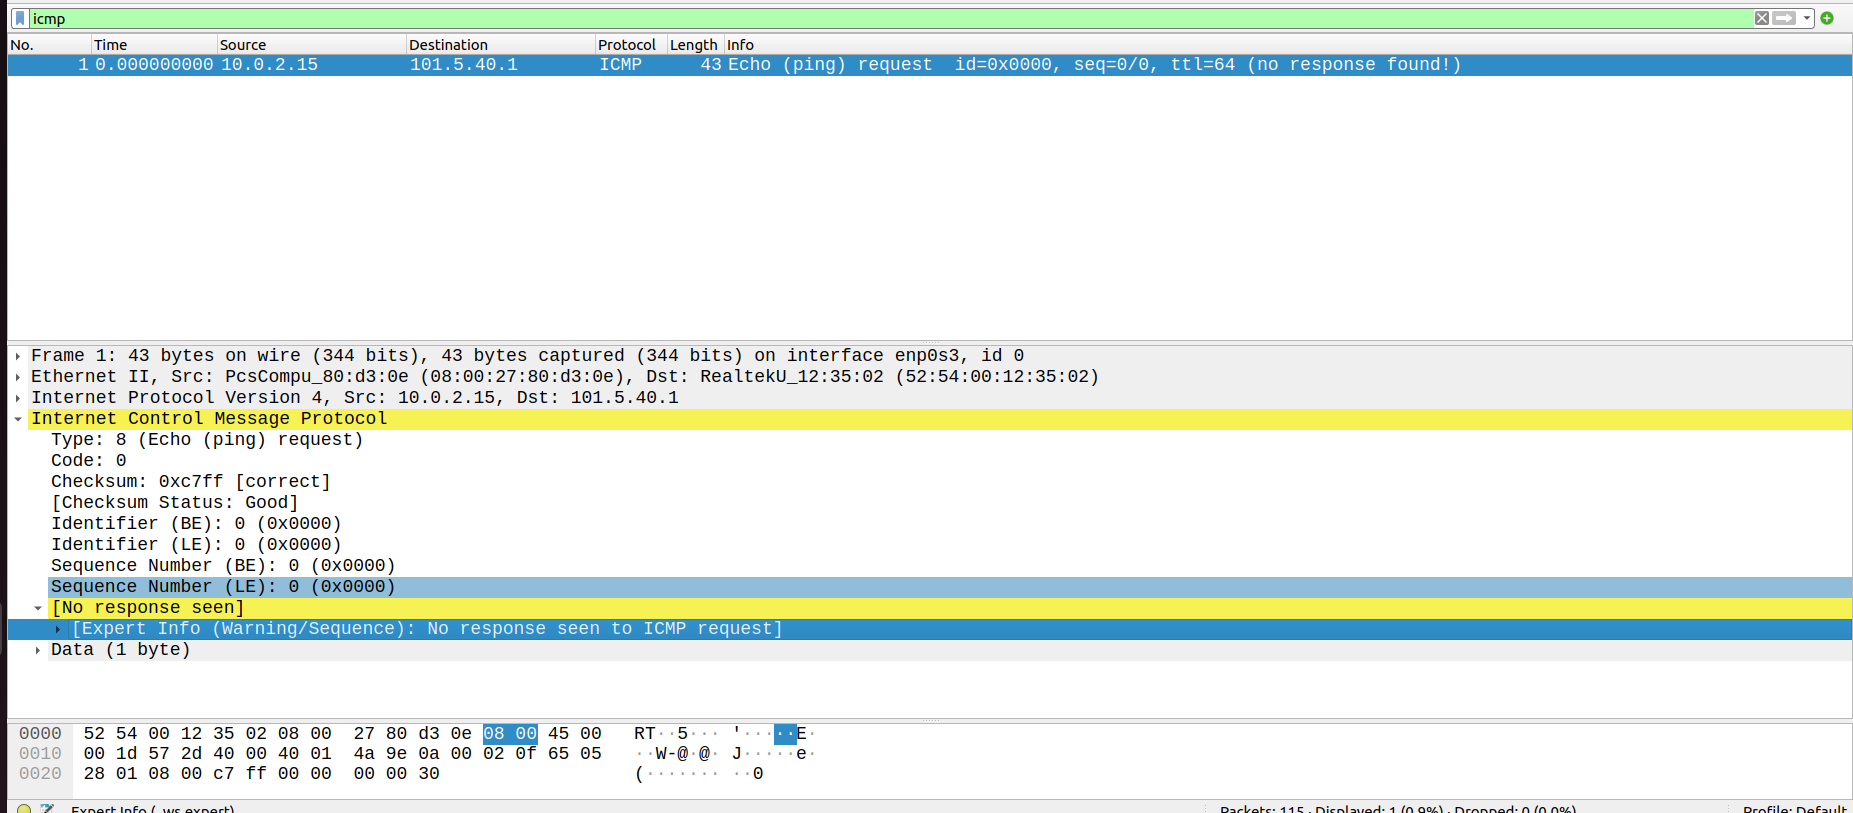 icmp
No. Time Source Destination Protocol Length Info
1 0.000000000 10.0.2.15 101.5.40.1 ICMP 43 Echo (ping) request id=0x0000, seq=0/0, ttl=64 (no response found!)
Frame 1: 43 bytes on wire (344 bits), 43 bytes captured (344 bits) on interface enp0s3, id 0
Ethernet II, Src: PcsCompu_80:d3:0e (08:00:27:80:d3:0e), Dst: RealtekU_12:35:02 (52:54:00:12:35:02)
Internet Protocol Version 4, Src: 10.0.2.15, Dst: 101.5.40.1
Internet Control Message Protocol
Type: 8 (Echo (ping) request)
Code: 0
Checksum: 0xc7ff [correct]
[Checksum Status: Good]
Identifier (BE): 0 (0x0000)
Identifier (LE): 0 (0x0000)
Sequence Number (BE): 0 (0x0000)
Sequence Number (LE): 0 (0x0000)
[No response seen]
[Expert Info (Warning/Sequence): No response seen to ICMP request]
Data (1 byte)
0000 52 54 00 12 35 02 08 00 27 80 d3 0e 08 00 45 00 RT··5··· '·····E·
0010 00 1d 57 2d 40 00 40 01 4a 9e 0a 00 02 0f 65 05 ··W-@·@· J·····e·
0020 28 01 08 00 c7 ff 00 00 00 00 30 (······· ··0
Expert Info (_ws.expert) Packets: 115 · Displayed: 1 (0.9%) · Dropped: 0 (0.0%) Profile: Default